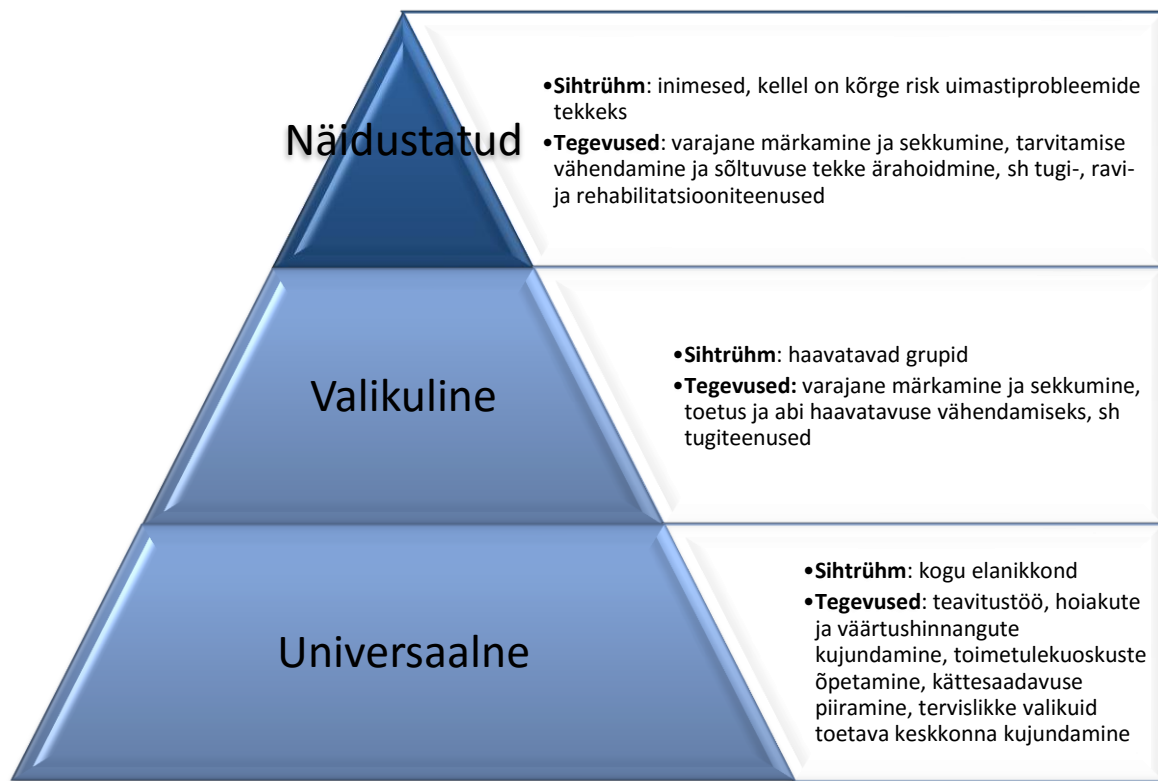 Näidustatud
•Sihtrühm: inimesed, kellel on kõrge risk uimastiprobleemide
tekkeks
•Tegevused: varajane märkamine ja sekkumine, tarvitamise
vähendamine ja sõltuvuse tekke ärahoidmine, sh tugi-, ravi-
ja rehabilitatsiooniteenused
Valikuline
•Sihtrühm: haavatavad grupid
•Tegevused: varajane märkamine ja sekkumine,
toetus ja abi haavatavuse vähendamiseks, sh
tugiteenused
Universaalne
•Sihtrühm: kogu elanikkond
•Tegevused: teavitustöö, hoiakute
ja väärtushinnangute
kujundamine, toimetulekuoskuste
õpetamine, kättesaadavuse
piiramine, tervislikke valikuid
toetava keskkonna kujundamine